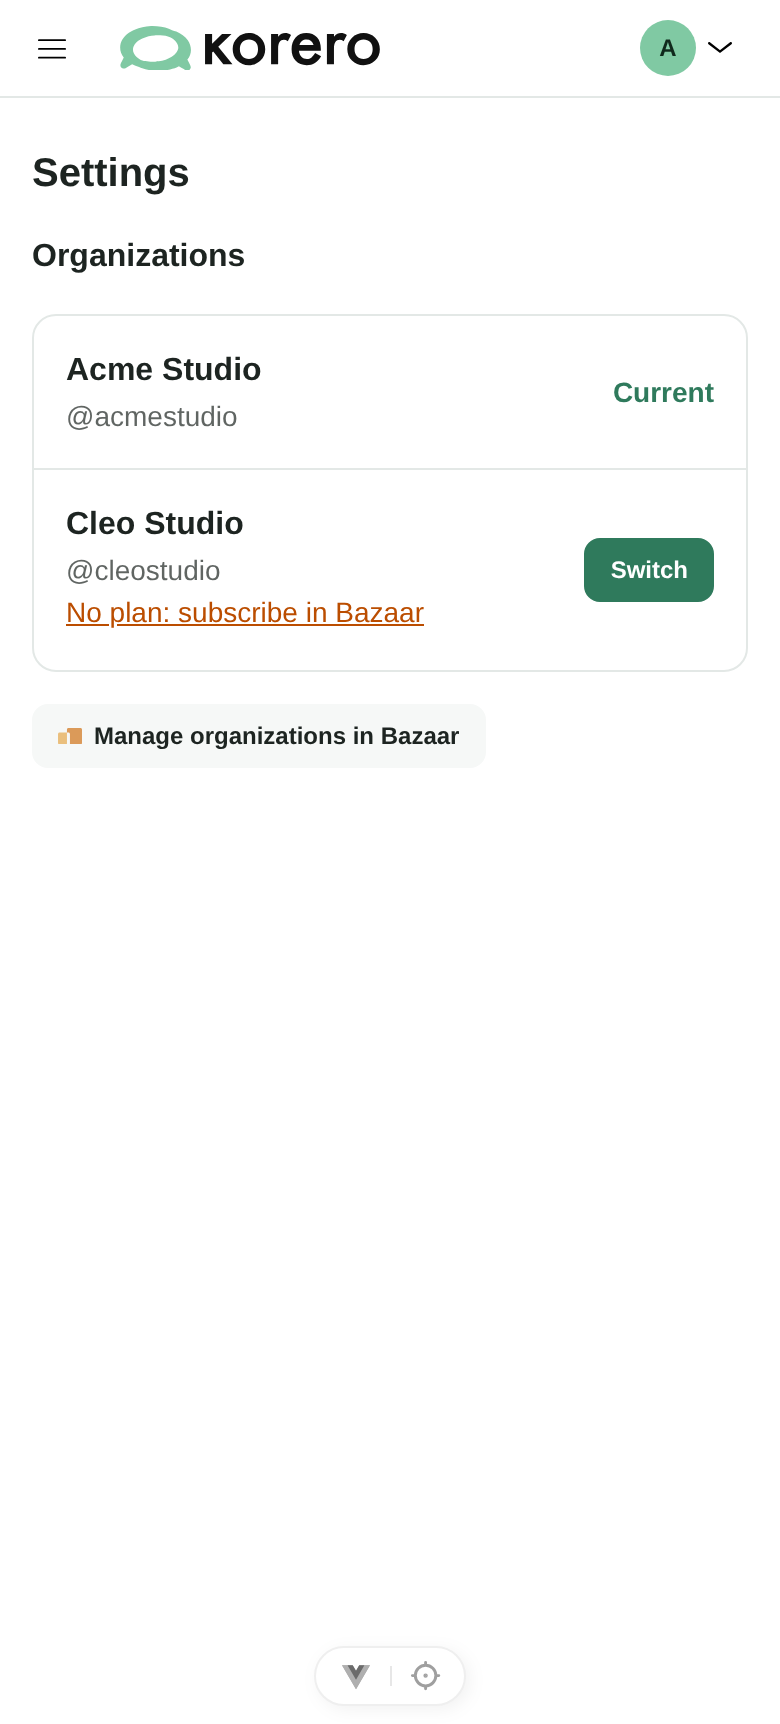 korero
A
Settings
Organizations
Acme Studio
@acmestudio
Current
Cleo Studio
@cleostudio
No plan: subscribe in Bazaar
Switch
Manage organizations in Bazaar